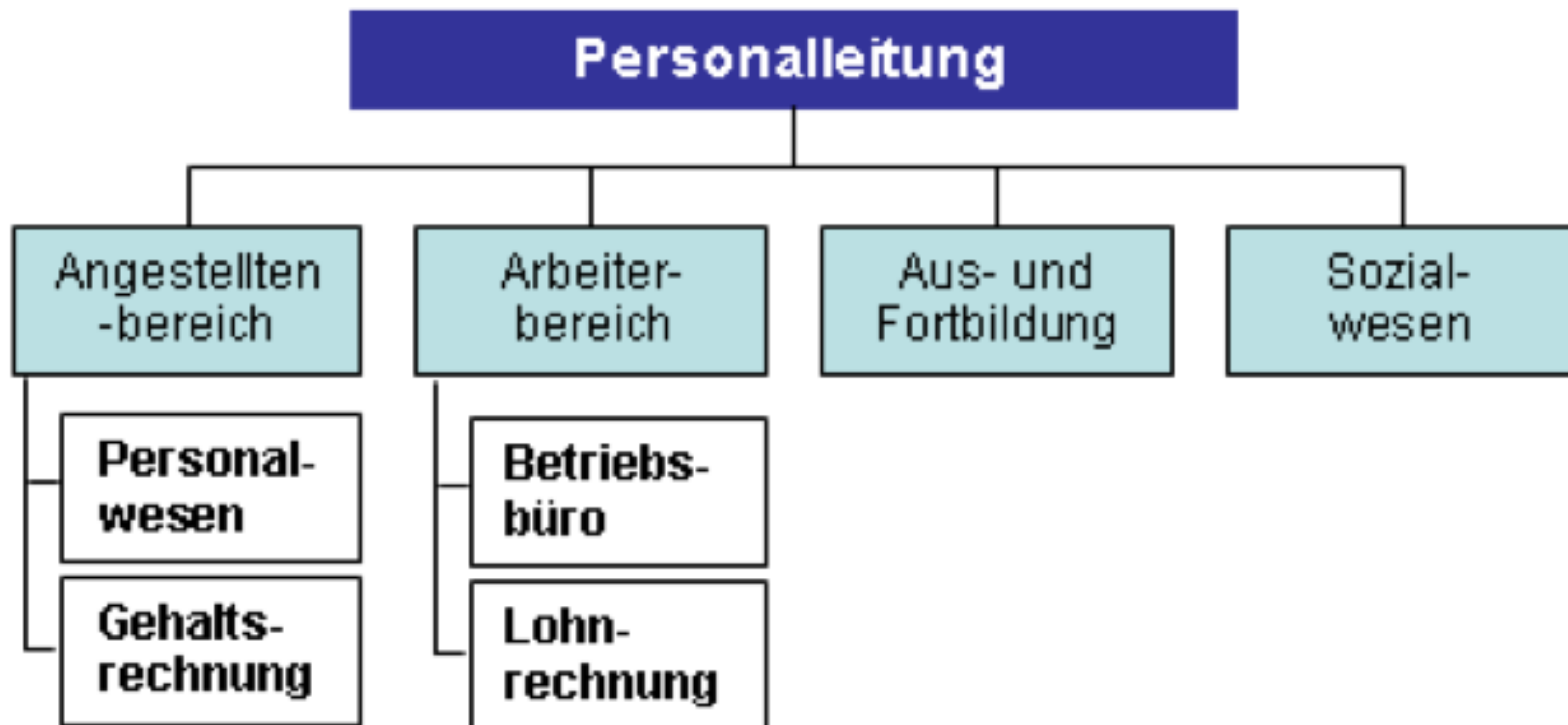 Personalleitung
Angestellten
-bereich
Arbeiter-
bereich
Aus- und
Fortbildung
Sozial-
wesen
Personal-
wesen
Gehalts-
rechnung
Betriebs-
büro
Lohn-
rechnung